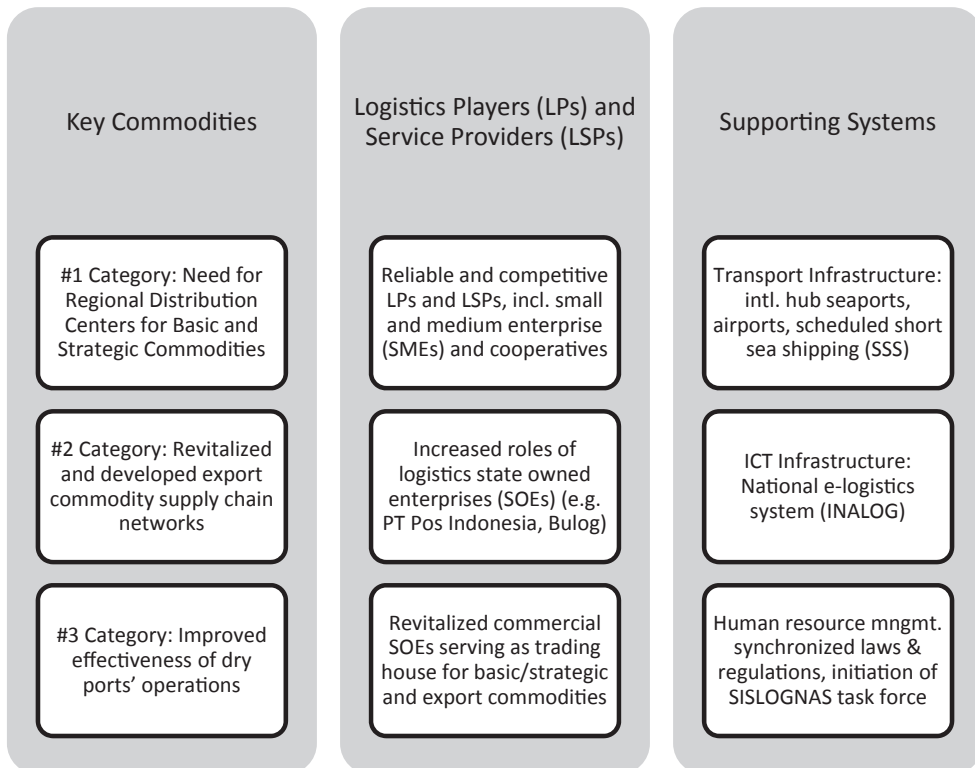 Key Commodities
#1 Category: Need for
Regional Distribution
Centers for Basic and
Strategic Commodities
#2 Category: Revitalized
and developed export
commodity supply chain
networks
#3 Category: Improved
effectiveness of dry
ports’ operations
Logistics Players (LPs) and
Service Providers (LSPs)
Reliable and competitive
LPs and LSPs, incl. small
and medium enterprise
(SMEs) and cooperatives
Increased roles of
logistics state owned
enterprises (SOEs) (e.g.
PT Pos Indonesia, Bulog)
Revitalized commercial
SOEs serving as trading
house for basic/strategic
and export commodities
Supporting Systems
Transport Infrastructure:
intl. hub seaports,
airports, scheduled short
sea shipping (SSS)
ICT Infrastructure:
National e-logistics
system (INALOG)
Human resource mngmt.
synchronized laws &
regulations, initiation of
SISLOGNAS task force